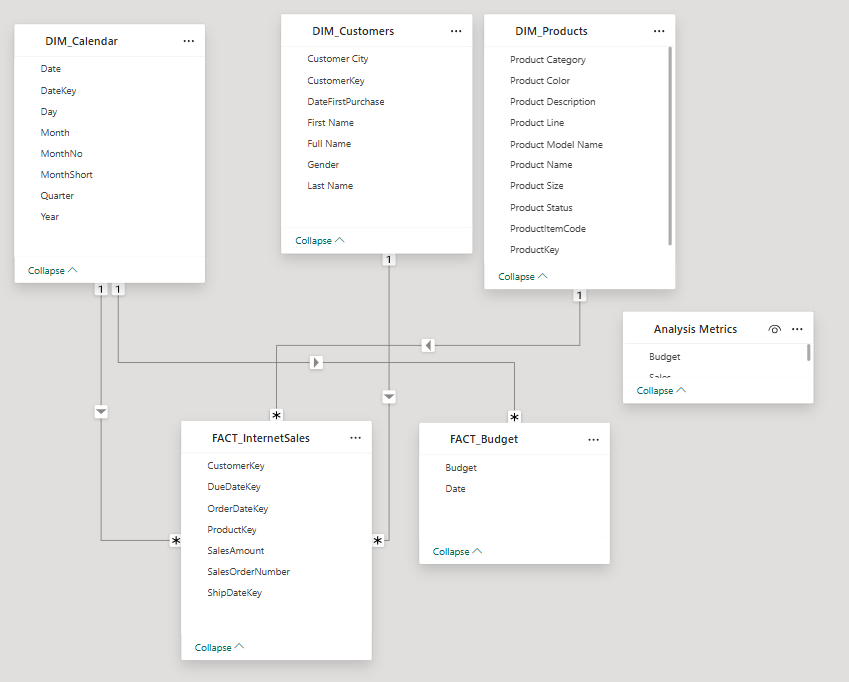 DIM_Calendar
Date
DateKey
Day
Month
MonthNo
MonthShort
Quarter
Year
Collapse
DIM_Customers
Customer City
CustomerKey
DateFirstPurchase
First Name
Full Name
Gender
Last Name
Collapse
DIM_Products
Product Category
Product Color
Product Description
Product Line
Product Model Name
Product Name
Product Size
Product Status
ProductItemCode
ProductKey
Collapse
1
1
1
1
Analysis Metrics
Budget
Sales
Collapse
*
*
*
*
FACT_InternetSales
CustomerKey
DueDateKey
OrderDateKey
ProductKey
SalesAmount
SalesOrderNumber
ShipDateKey
Collapse
FACT_Budget
Budget
Date
Collapse